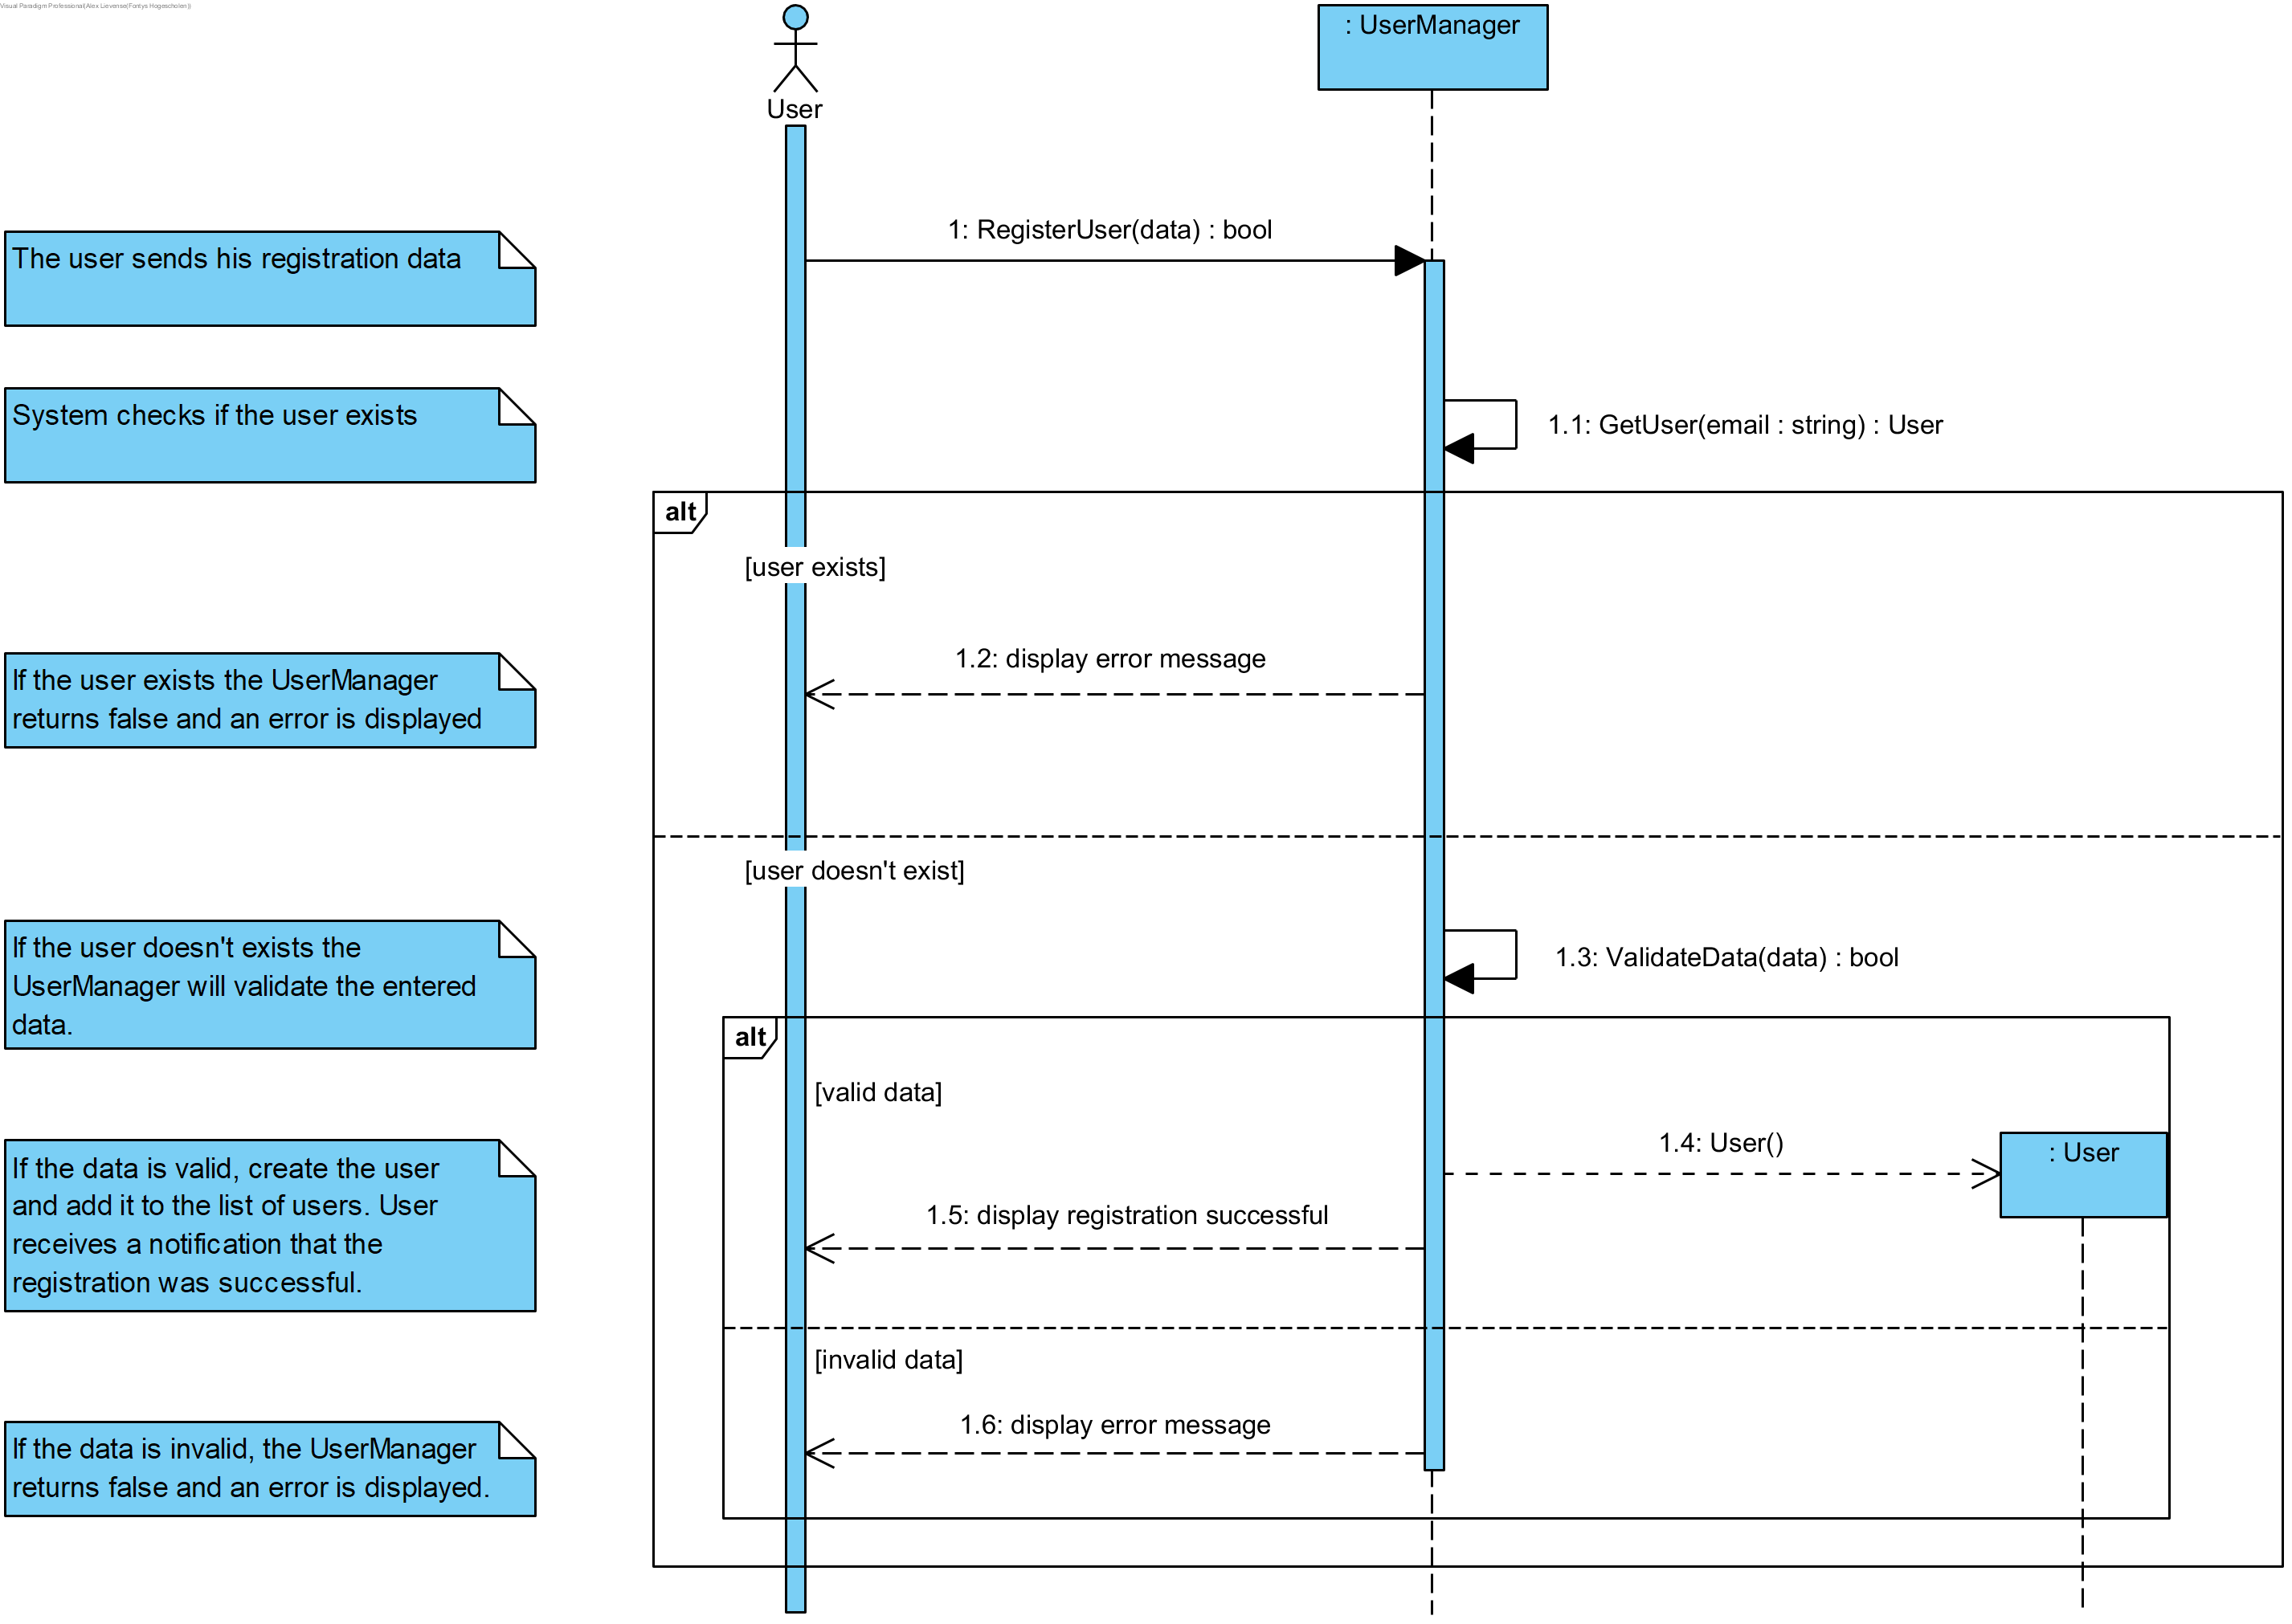 Visual Paradigm Professional(Alex Lievense(Fontys Hogescholen))
: UserManager
User
1: RegisterUser(data) : bool
The user sends his registration data
System checks if the user exists
1.1: GetUser(email : string) : User
alt
[user exists]
1.2: display error message
If the user exists the UserManager
returns false and an error is displayed
[user doesn't exist]
If the user doesn't exists the
UserManager will validate the entered
data.
1.3: ValidateData(data) : bool
alt
[valid data]
1.4: User()
: User
If the data is valid, create the user
and add it to the list of users. User
receives a notification that the
registration was successful.
1.5: display registration successful
[invalid data]
1.6: display error message
If the data is invalid, the UserManager
returns false and an error is displayed.